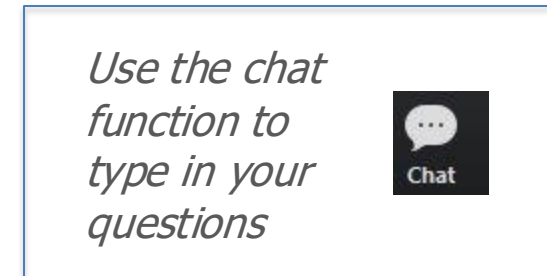 Use the chat
function to
type in your
questions
Chat